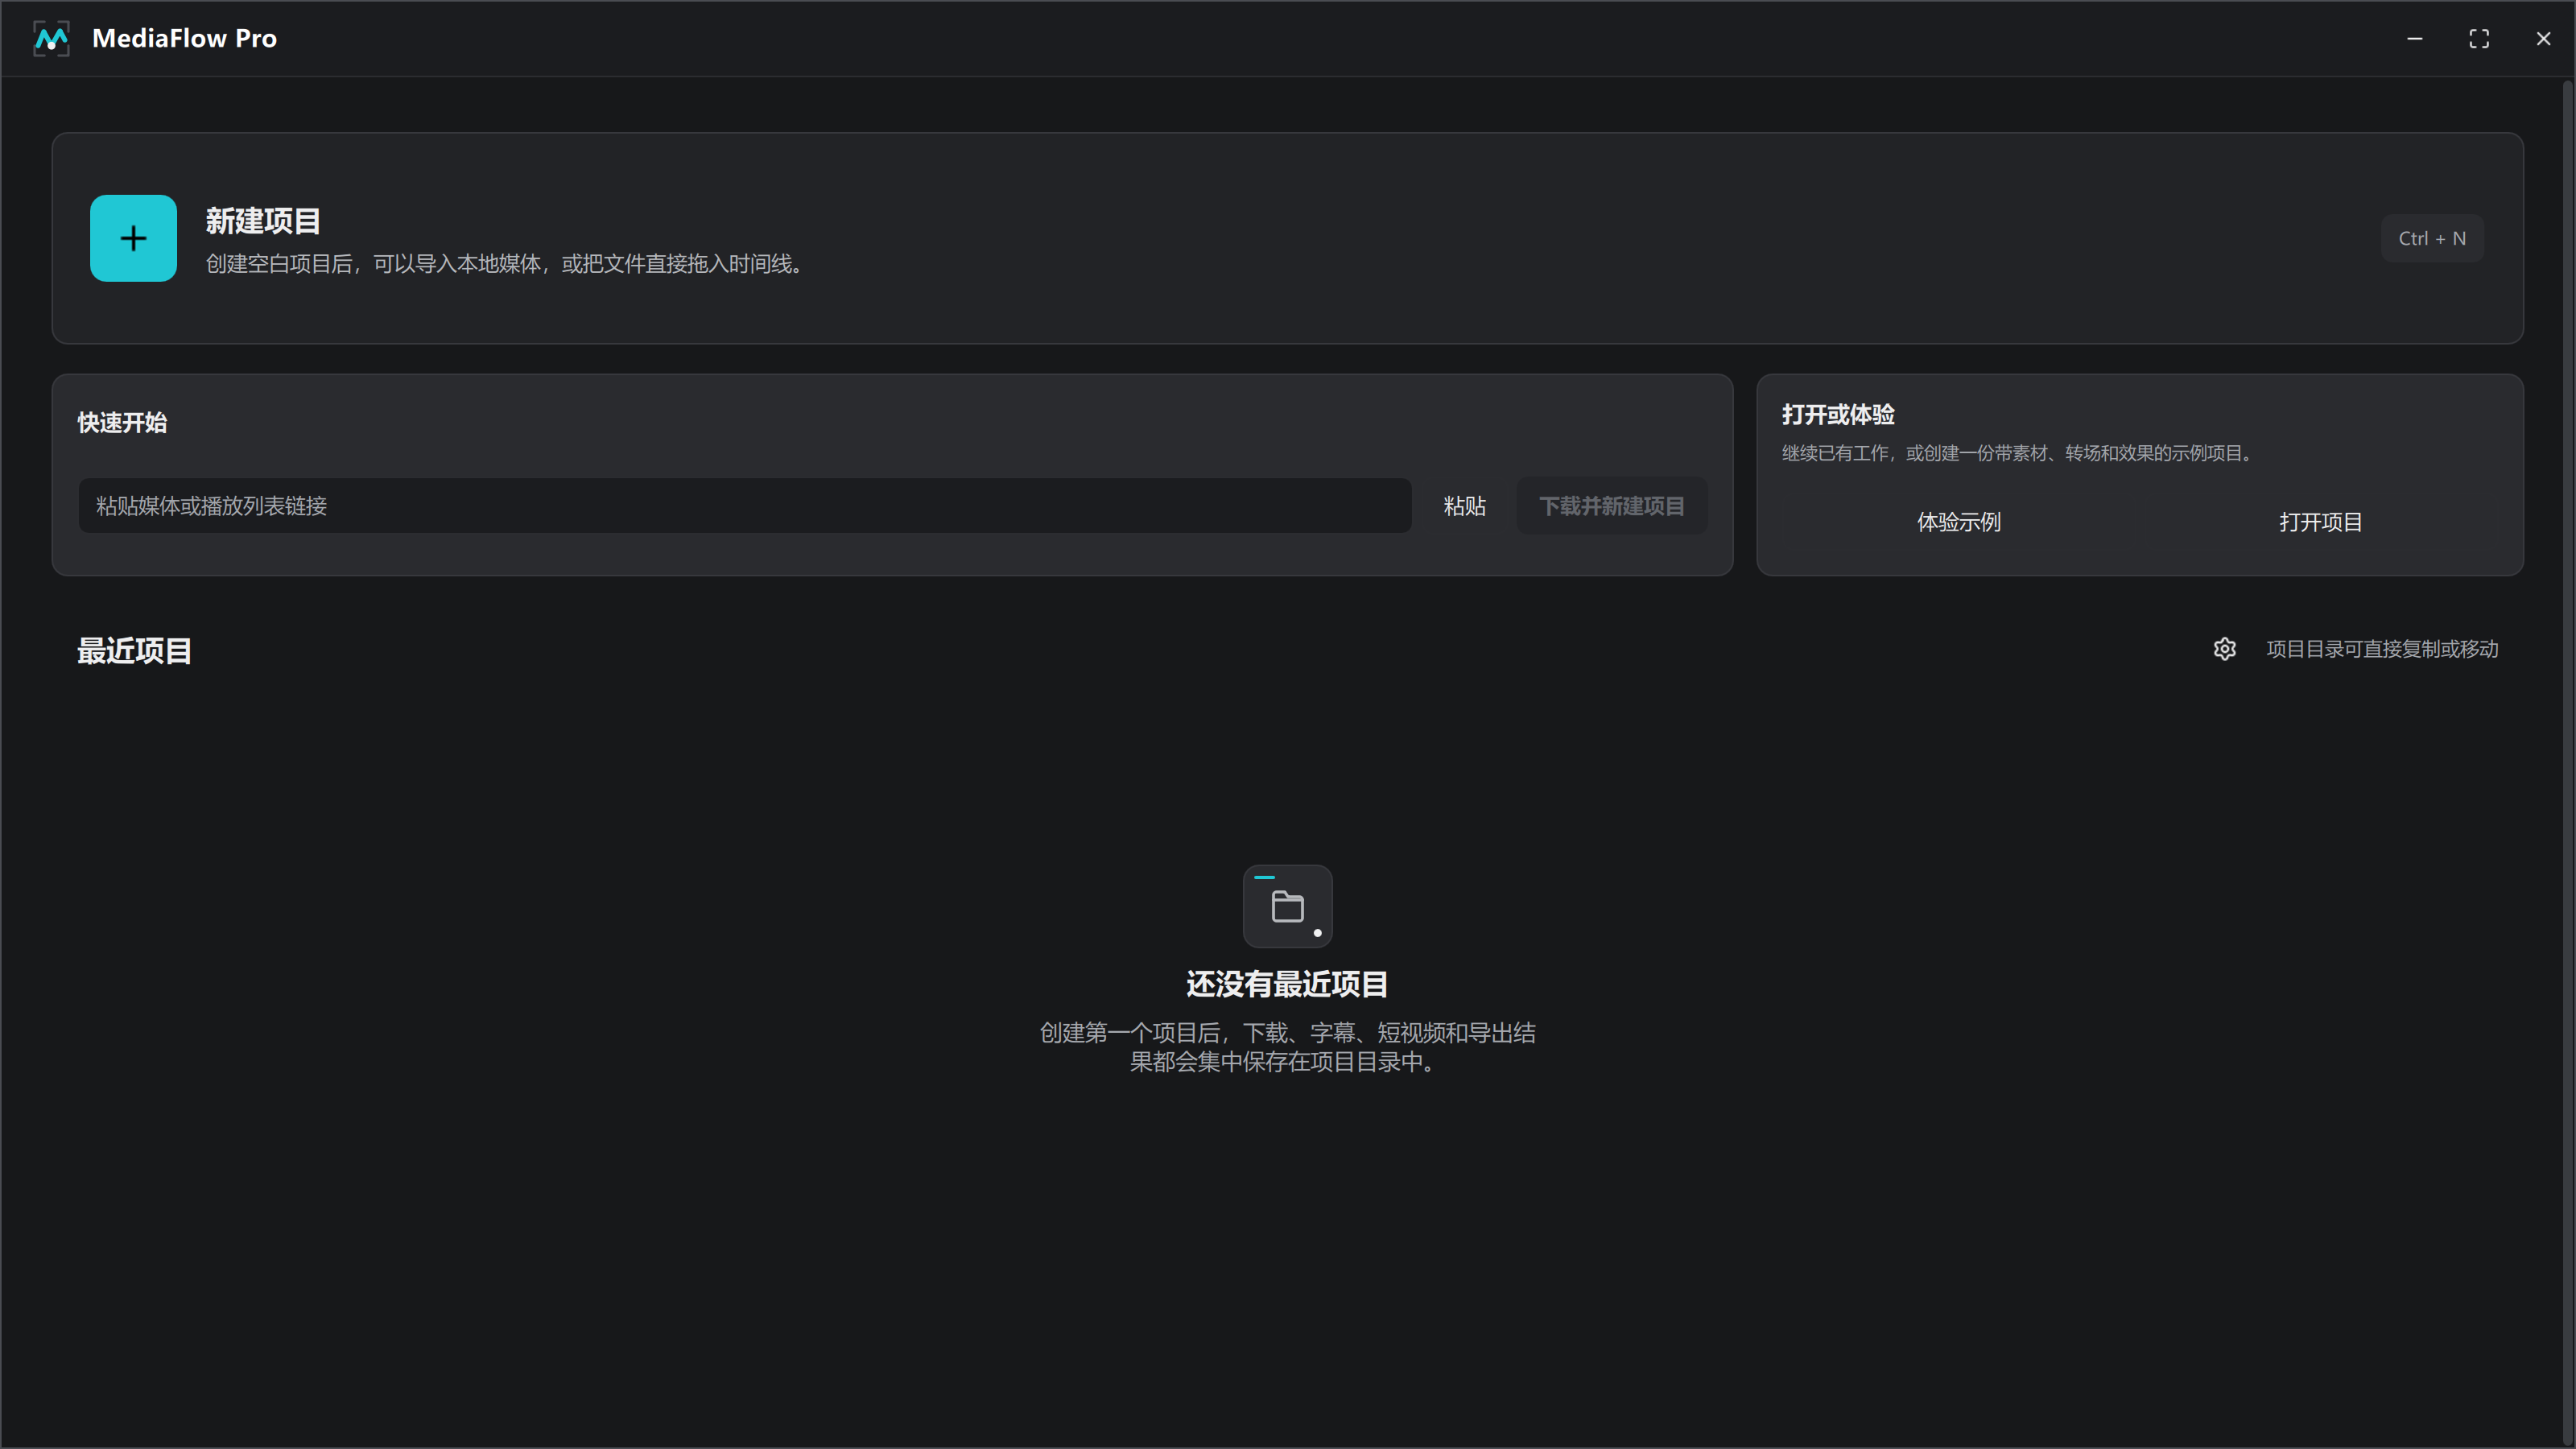 MediaFlow Pro
新建项目
创建空白项目后，可以导入本地媒体，或把文件直接拖入时间线。
Ctrl + N
快速开始
粘贴媒体或播放列表链接
粘贴
下载并新建项目
打开或体验
继续已有工作，或创建一份带素材、转场和效果的示例项目。
体验示例
打开项目
最近项目
项目目录可直接复制或移动
还没有最近项目
创建第一个项目后，下载、字幕、短视频和导出结
果都会集中保存在项目目录中。